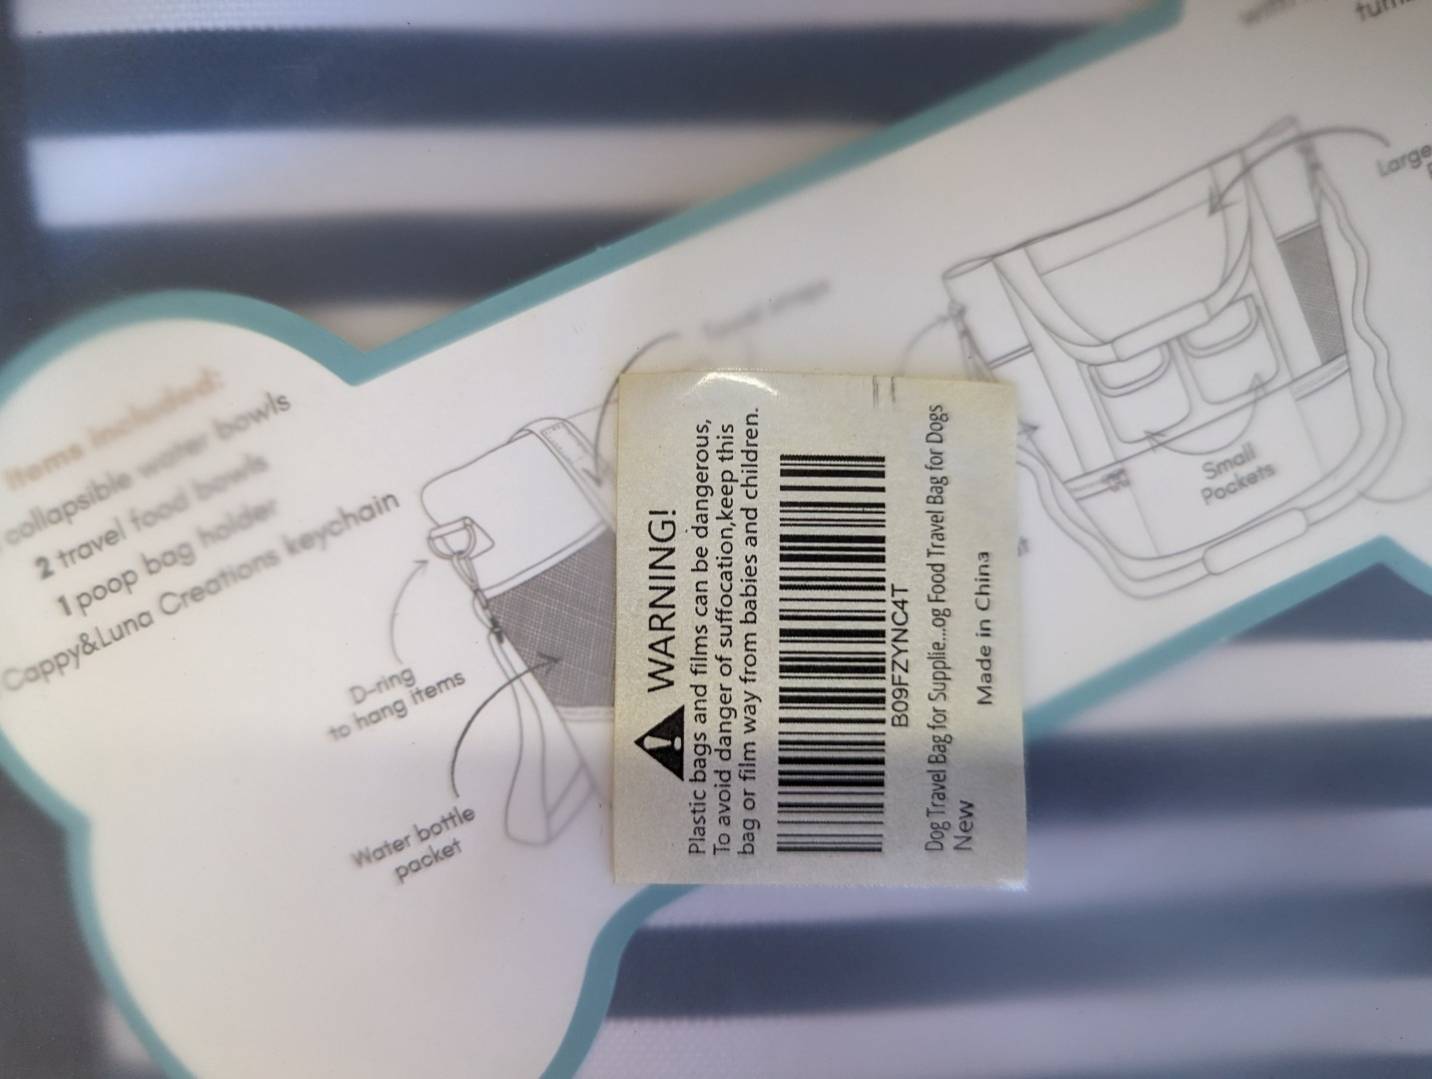 Items included:
collapsible water bowls
2 travel food bowls
1 poop bag holder
Cappy&Luna Creations keychain
D-ring
to hang items
Water bottle
packet
Large
Small
Pockets
WARNING!
Plastic bags and films can be dangerous,
To avoid danger of suffocation,keep this
bag or film way from babies and children.
B09FZYNC4T
Dog Travel Bag for Supplie...og Food Travel Bag for Dogs
New
Made in China